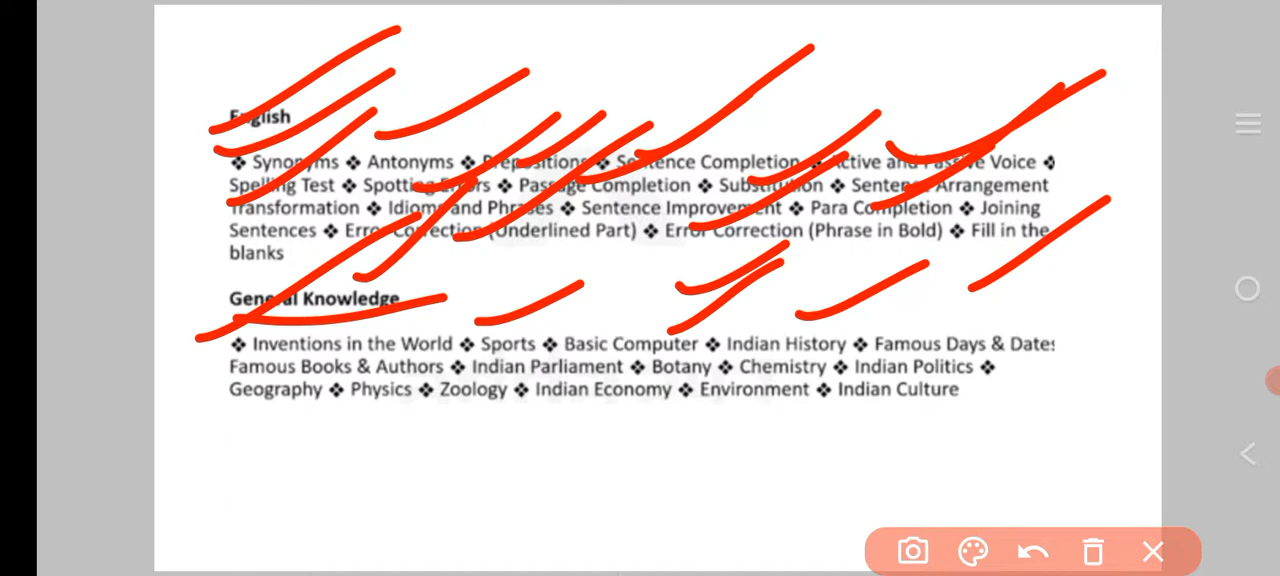 English
❖ Synonyms ❖ Antonyms ❖ Prepositions ❖ Sentence Completion ❖ Active and Passive Voice ❖
Spelling Test ❖ Spotting Errors ❖ Passage Completion ❖ Substitution ❖ Sentence Arrangement
Transformation ❖ Idioms and Phrases ❖ Sentence Improvement ❖ Para Completion ❖ Joining
Sentences ❖ Error Correction (Underlined Part) ❖ Error Correction (Phrase in Bold) ❖ Fill in the
blanks
General Knowledge
❖ Inventions in the World ❖ Sports ❖ Basic Computer ❖ Indian History ❖ Famous Days & Dates
Famous Books & Authors ❖ Indian Parliament ❖ Botany ❖ Chemistry ❖ Indian Politics ❖
Geography ❖ Physics ❖ Zoology ❖ Indian Economy ❖ Environment ❖ Indian Culture